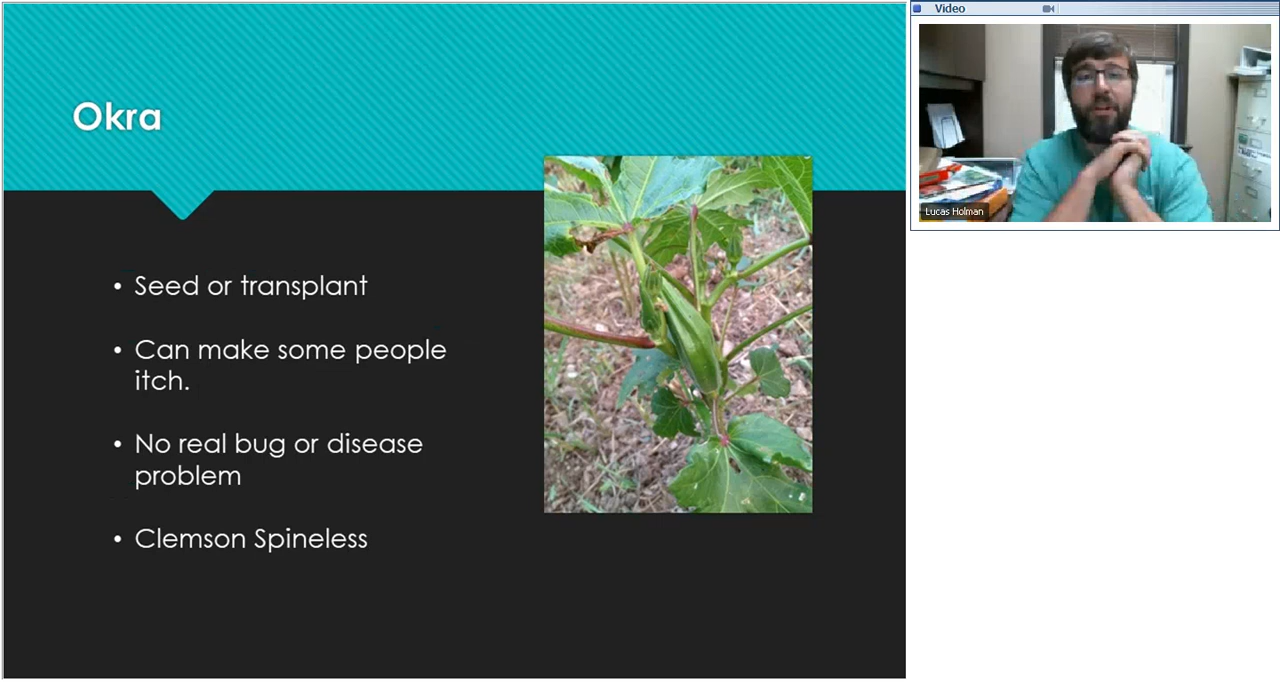 Okra
• Seed or transplant
• Can make some people
itch.
• No real bug or disease
problem
• Clemson Spineless
Video
Lucas Holman